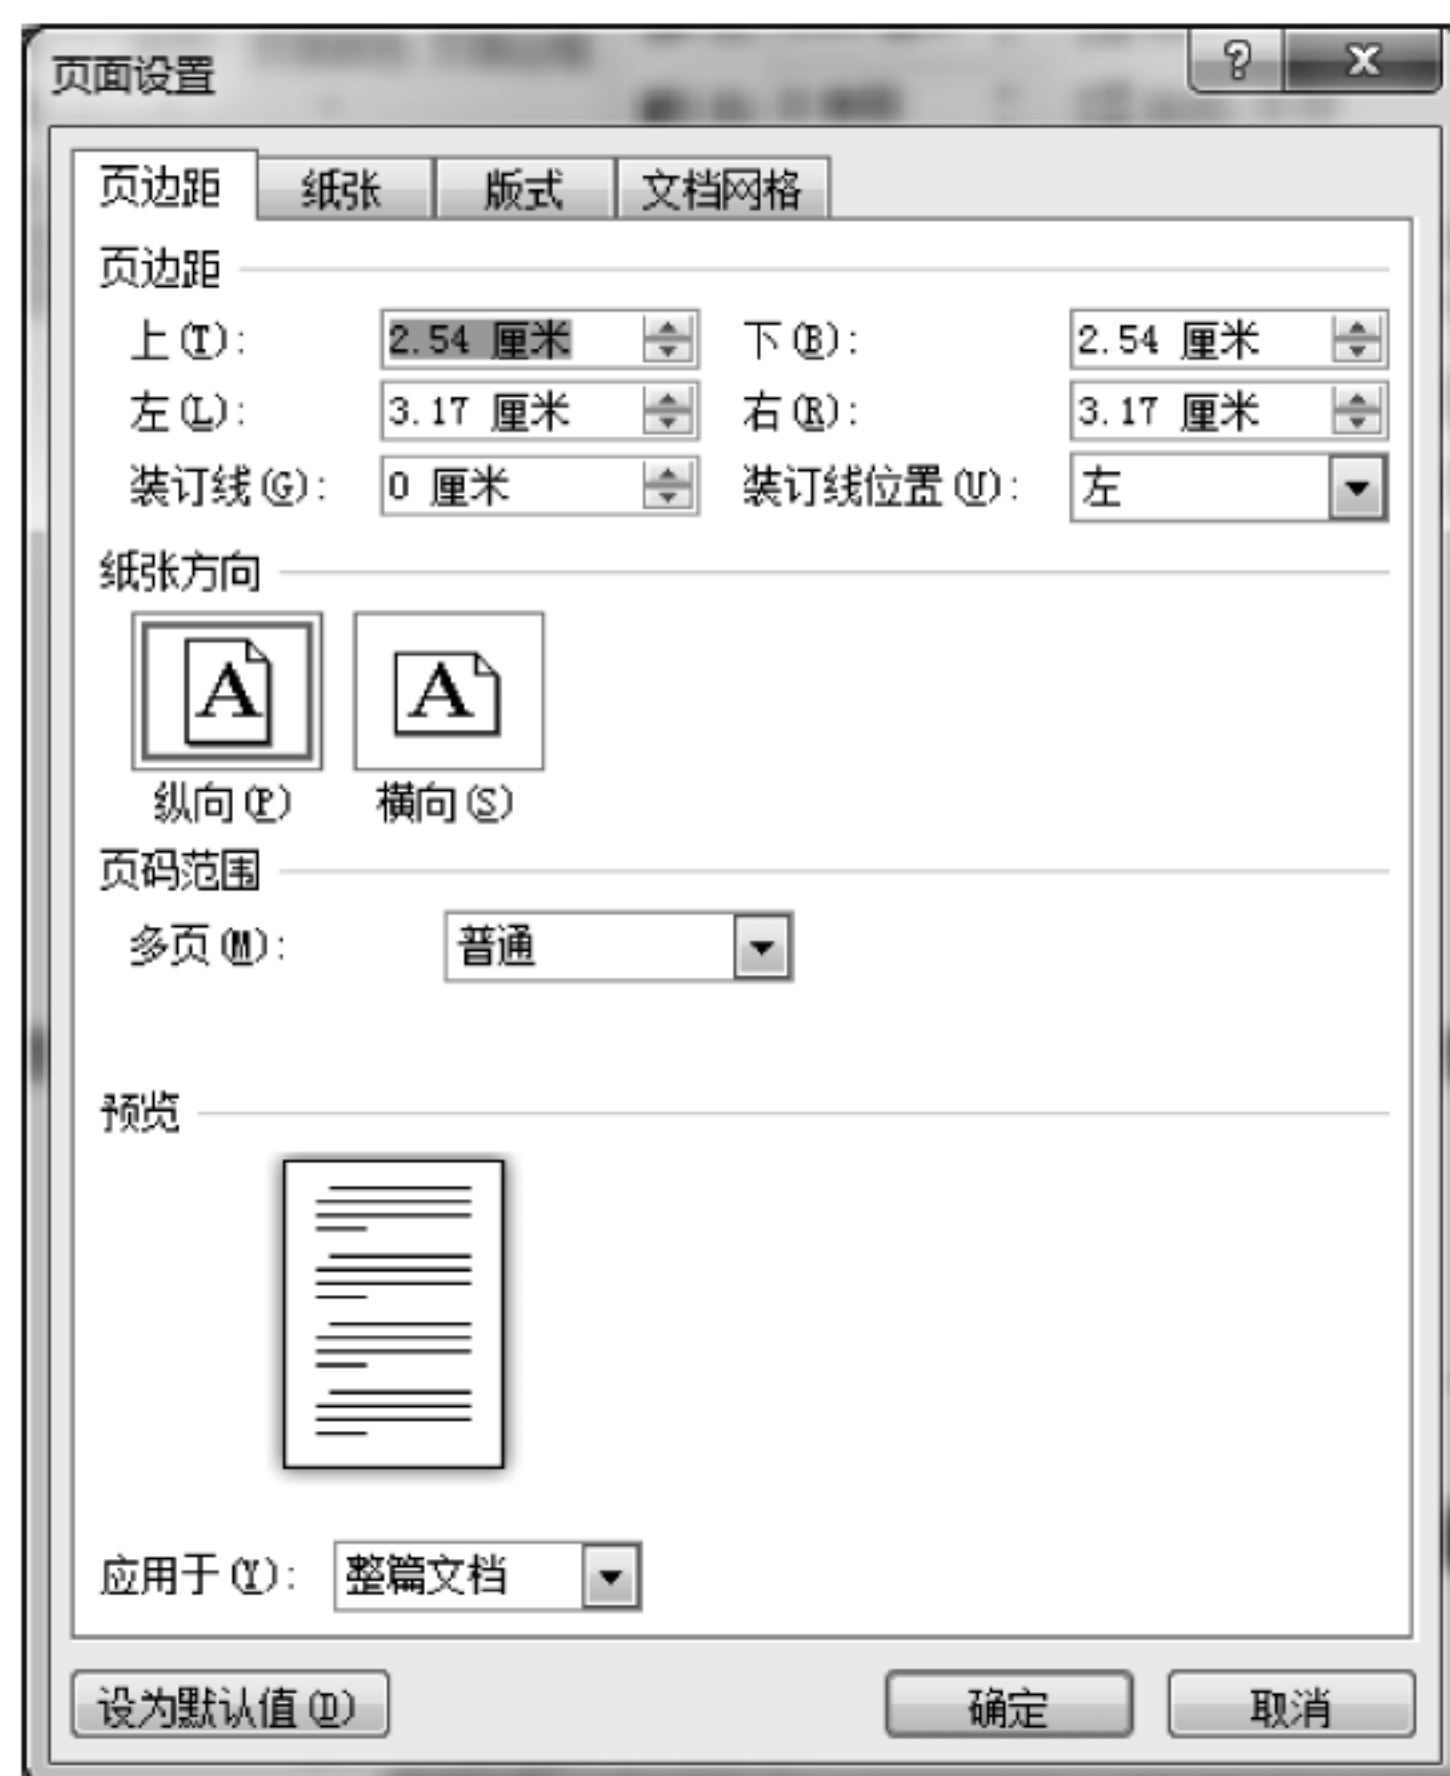 页面设置
页边距 纸张 版式 文档网格
页边距
上(T): 2.54 厘米 下(B): 2.54 厘米
左(L): 3.17 厘米 右(R): 3.17 厘米
装订线(G): 0 厘米 装订线位置(U): 左
纸张方向
A A
纵向(P) 横向(S)
页码范围
多页(M): 普通
预览
应用于(Y): 整篇文档
设为默认值(D) 确定 取消